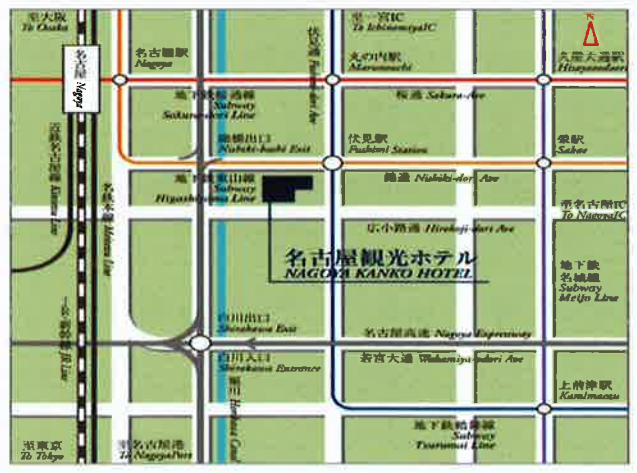 至大阪
To Osaka
至一宮IC
To IchinomiyaIC
N
名古屋駅
Nagoya
名古屋 Nagoya
丸の内駅
Marunouchi
久屋大通駅
桜通 Sakura-Ave
地下鉄桜通線
Subway
Sakura-dori Line
錦橋出口
Nishiki-bashi Exit
伏見駅
Fushimi Station
栄駅
Sakae
近鉄名古屋線
名鉄本線 Meitetsu Line
地下鉄東山線
Subway
Higashiyama Line
錦通 Nishiki-dori Ave
至名古屋IC
To NagoyaIC
広小路通 Hirokoji-dori Ave
名古屋観光ホテル
NAGOYA KANKO HOTEL
地下鉄
名城線
Subway
Meijo Line
白川出口
Shirakawa Exit
名古屋高速 Nagoya Expressway
白川入口
Shirakawa Entrance
若宮大通 Wakamiya-odori Ave
JR Line
上前津駅
Kamimaezu
地下鉄鶴舞線
Subway
Tsurumai Line
至東京
To Tokyo
至名古屋港
To NagoyaPort